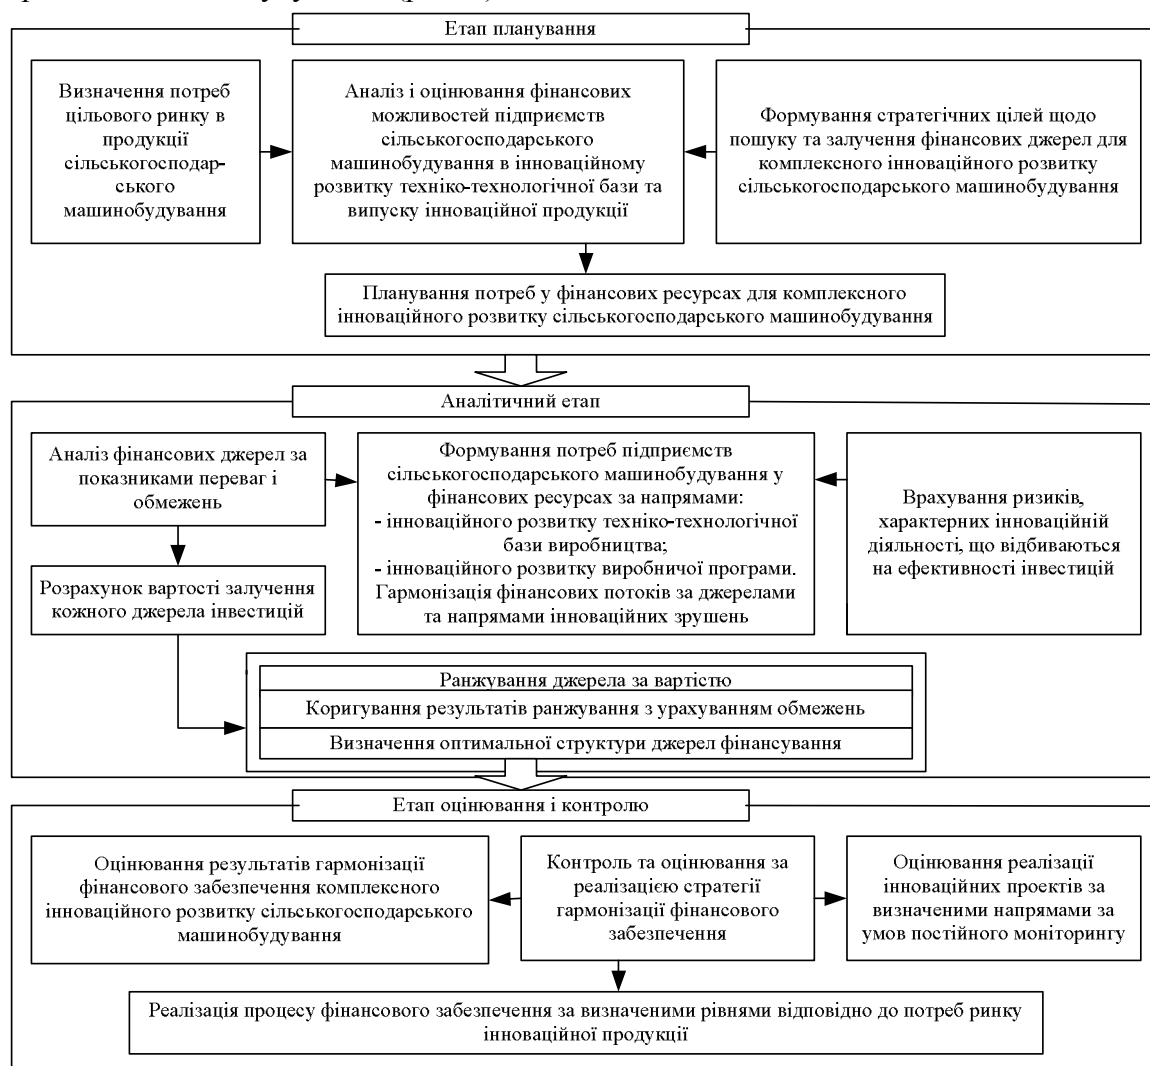 Етап планування
Визначення потреб
цільового ринку в
продукції
сільськогосподар-
ського
машинобудування
Аналіз і оцінювання фінансових
можливостей підприємств
сільськогосподарського
машинобудування в інноваційному
розвитку техніко-технологічної бази та
випуску інноваційної продукції
Формування стратегічних цілей щодо
пошуку та залучення фінансових джерел для
комплексного інноваційного розвитку
сільськогосподарського машинобудування
Планування потреб у фінансових ресурсах для комплексного
інноваційного розвитку сільськогосподарського машинобудування
Аналітичний етап
Аналіз фінансових джерел за
показниками переваг і
обмежень
Формування потреб підприємств
сільськогосподарського машинобудування у
фінансових ресурсах за напрямами:
- інноваційного розвитку техніко-технологічної
бази виробництва;
- інноваційного розвитку виробничої програми.
Гармонізація фінансових потоків за джерелами
та напрямами інноваційних зрушень
Врахування ризиків,
характерних інноваційній
діяльності, що відбиваються
на ефективності інвестицій
Розрахунок вартості залучення
кожного джерела інвестицій
Ранжування джерела за вартістю
Коригування результатів ранжування з урахуванням обмежень
Визначення оптимальної структури джерел фінансування
Етап оцінювання і контролю
Оцінювання результатів гармонізації
фінансового забезпечення комплексного
інноваційного розвитку сільськогосподарського
машинобудування
Контроль та оцінювання за
реалізацією стратегії
гармонізації фінансового
забезпечення
Оцінювання реалізації
інноваційних проектів за
визначеними напрямами за
умов постійного моніторингу
Реалізація процесу фінансового забезпечення за визначеними рівнями відповідно до потреб ринку
інноваційної продукції